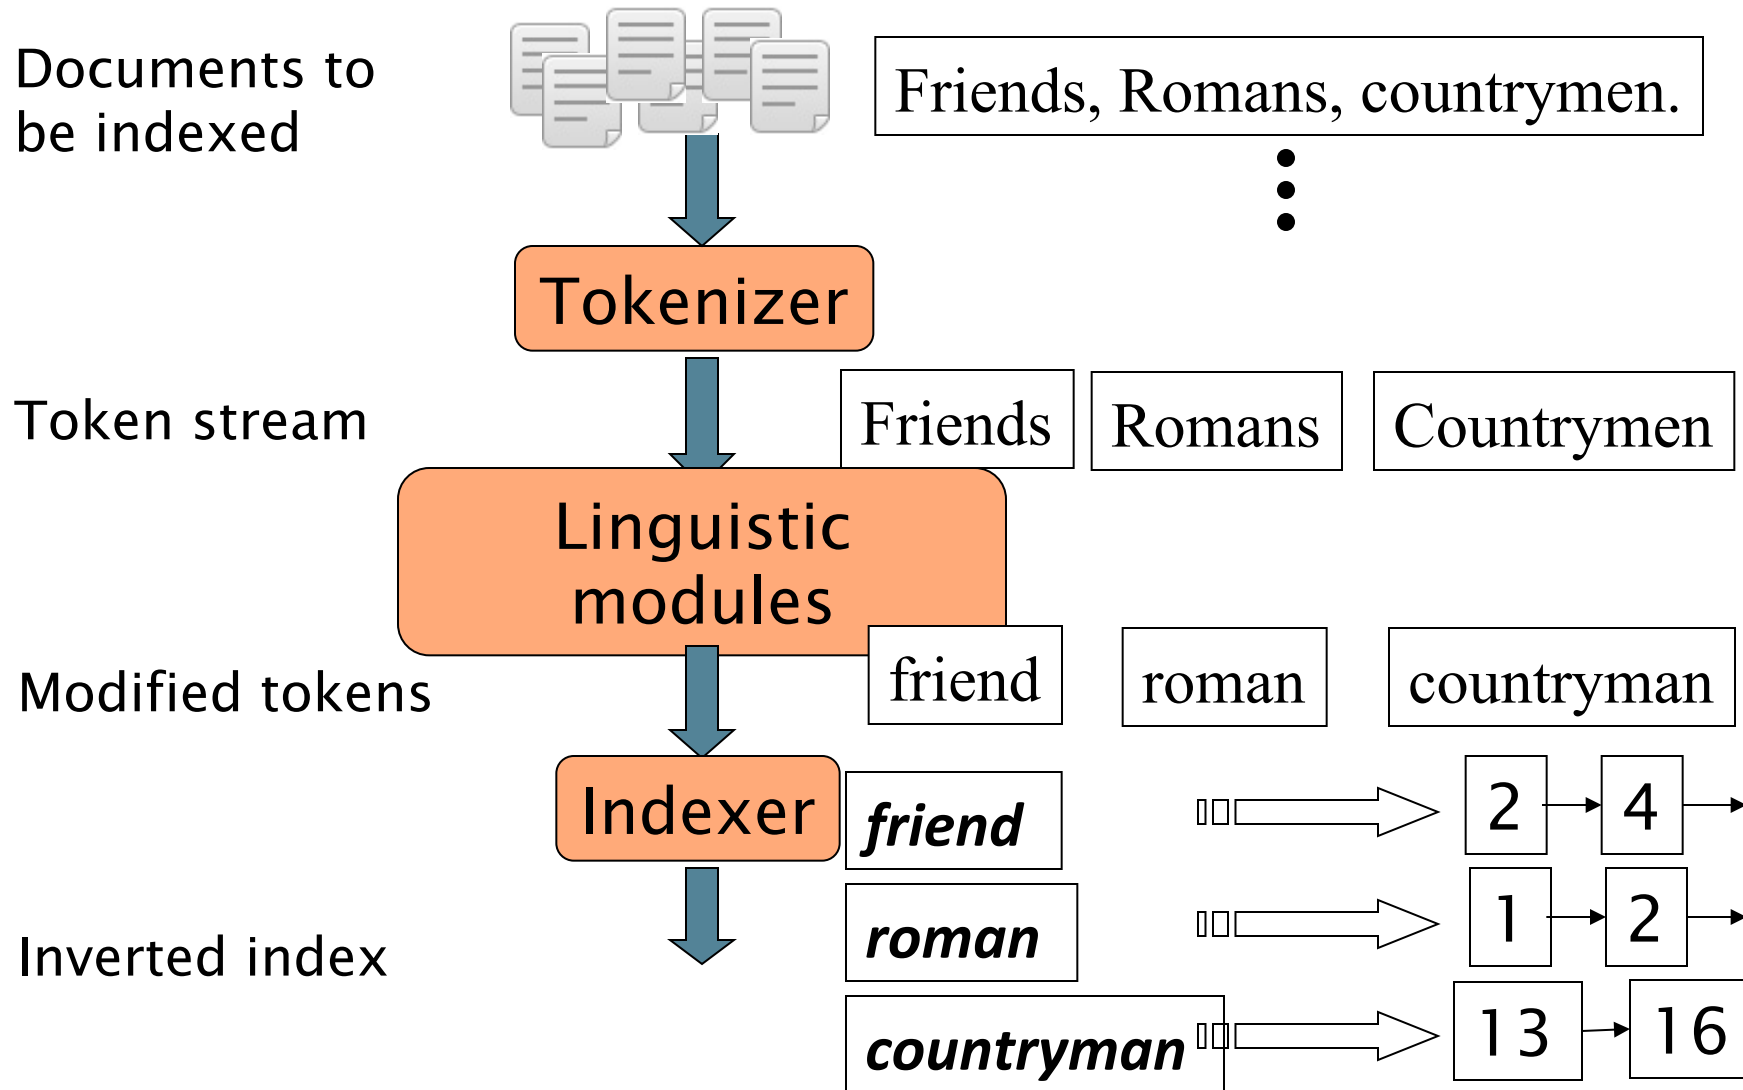 Documents to
be indexed
Friends, Romans, countrymen.
Tokenizer
Token stream
Friends Romans Countrymen
Linguistic
modules
Modified tokens
friend roman countryman
Indexer
friend 2 4
roman 1 2
Inverted index
countryman 13 16